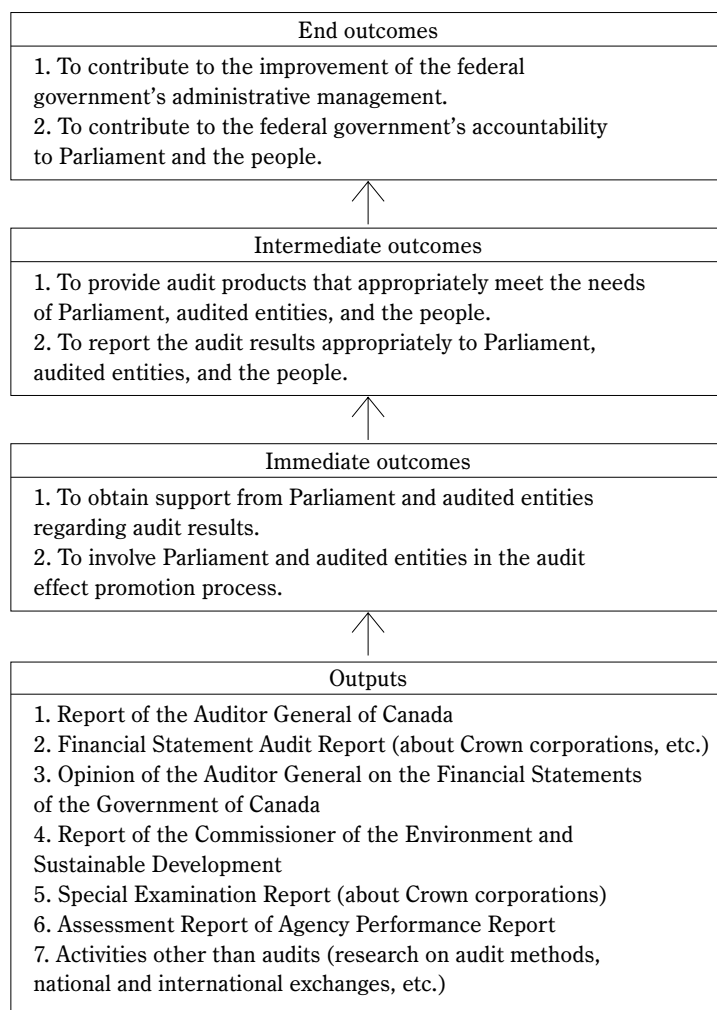 End outcomes
1. To contribute to the improvement of the federal
government's administrative management.
2. To contribute to the federal government's accountability
to Parliament and the people.
Intermediate outcomes
1. To provide audit products that appropriately meet the needs
of Parliament, audited entities, and the people.
2. To report the audit results appropriately to Parliament,
audited entities, and the people.
Immediate outcomes
1. To obtain support from Parliament and audited entities
regarding audit results.
2. To involve Parliament and audited entities in the audit
effect promotion process.
Outputs
1. Report of the Auditor General of Canada
2. Financial Statement Audit Report (about Crown corporations, etc.)
3. Opinion of the Auditor General on the Financial Statements
of the Government of Canada
4. Report of the Commissioner of the Environment and
Sustainable Development
5. Special Examination Report (about Crown corporations)
6. Assessment Report of Agency Performance Report
7. Activities other than audits (research on audit methods,
national and international exchanges, etc.)